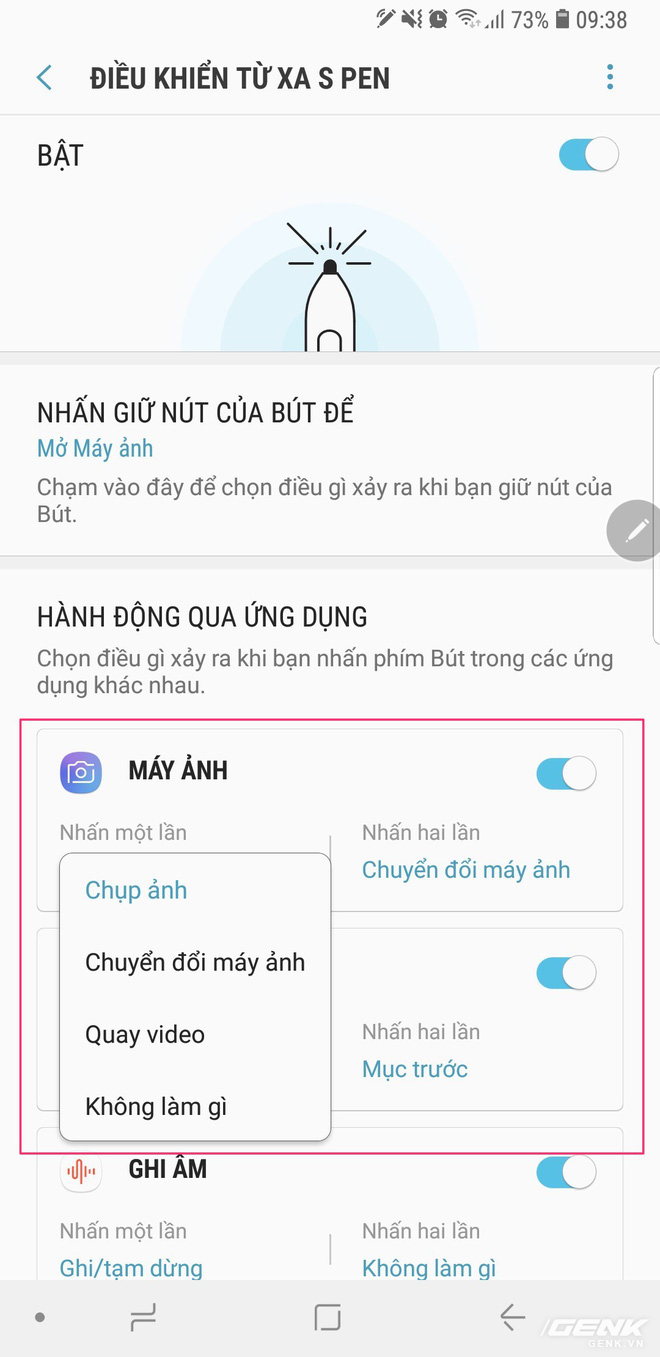 73% 09:38
ĐIỀU KHIỂN TỪ XA S PEN
BẬT
NHẤN GIỮ NÚT CỦA BÚT ĐỂ
Mở Máy ảnh
Chạm vào đây để chọn điều gì xảy ra khi bạn giữ nút của
Bút.
HÀNH ĐỘNG QUA ỨNG DỤNG
Chọn điều gì xảy ra khi bạn nhấn phím Bút trong các ứng
dụng khác nhau.
MÁY ẢNH
Nhấn một lần
Nhấn hai lần
Chuyển đổi máy ảnh
Chụp ảnh
Chuyển đổi máy ảnh
Quay video
Không làm gì
Nhấn hai lần
Mục trước
GHI ÂM
Nhấn một lần
Nhấn hai lần
Ghi/tạm dừng
Không làm gì
GENK
GENK.VN